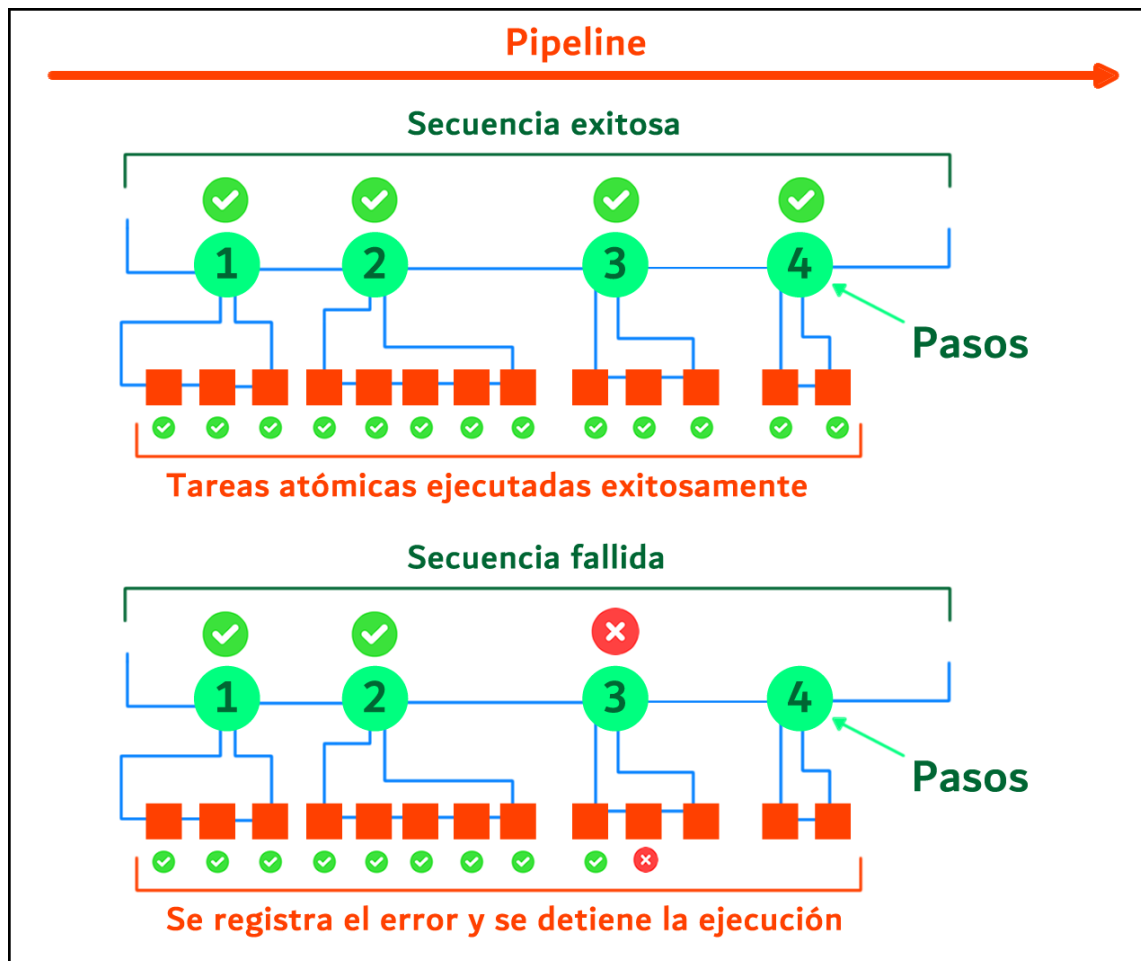 Pipeline
Secuencia exitosa
1 2 3 4
Pasos
Tareas atómicas ejecutadas exitosamente
Secuencia fallida
1 2 3 4
Pasos
Se registra el error y se detiene la ejecución